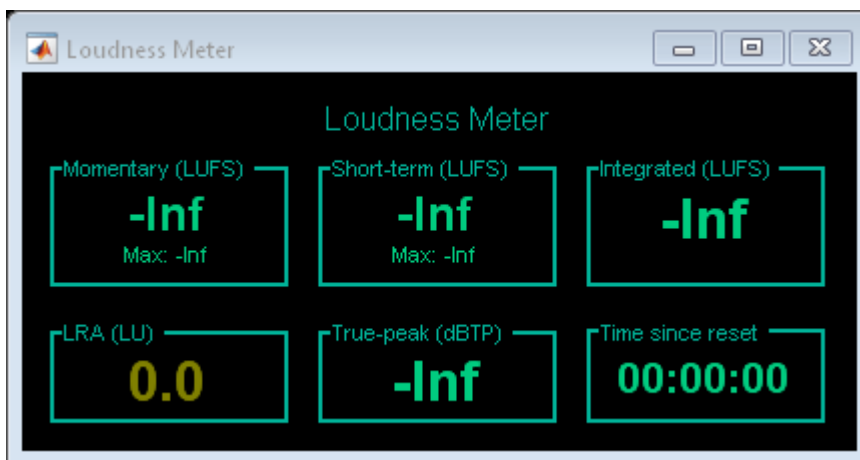 Loudness Meter
Loudness Meter
Momentary (LUFS)
-Inf
Max: -Inf
Short-term (LUFS)
-Inf
Max: -Inf
Integrated (LUFS)
-Inf
LRA (LU)
0.0
True-peak (dBTP)
-Inf
Time since reset
00:00:00